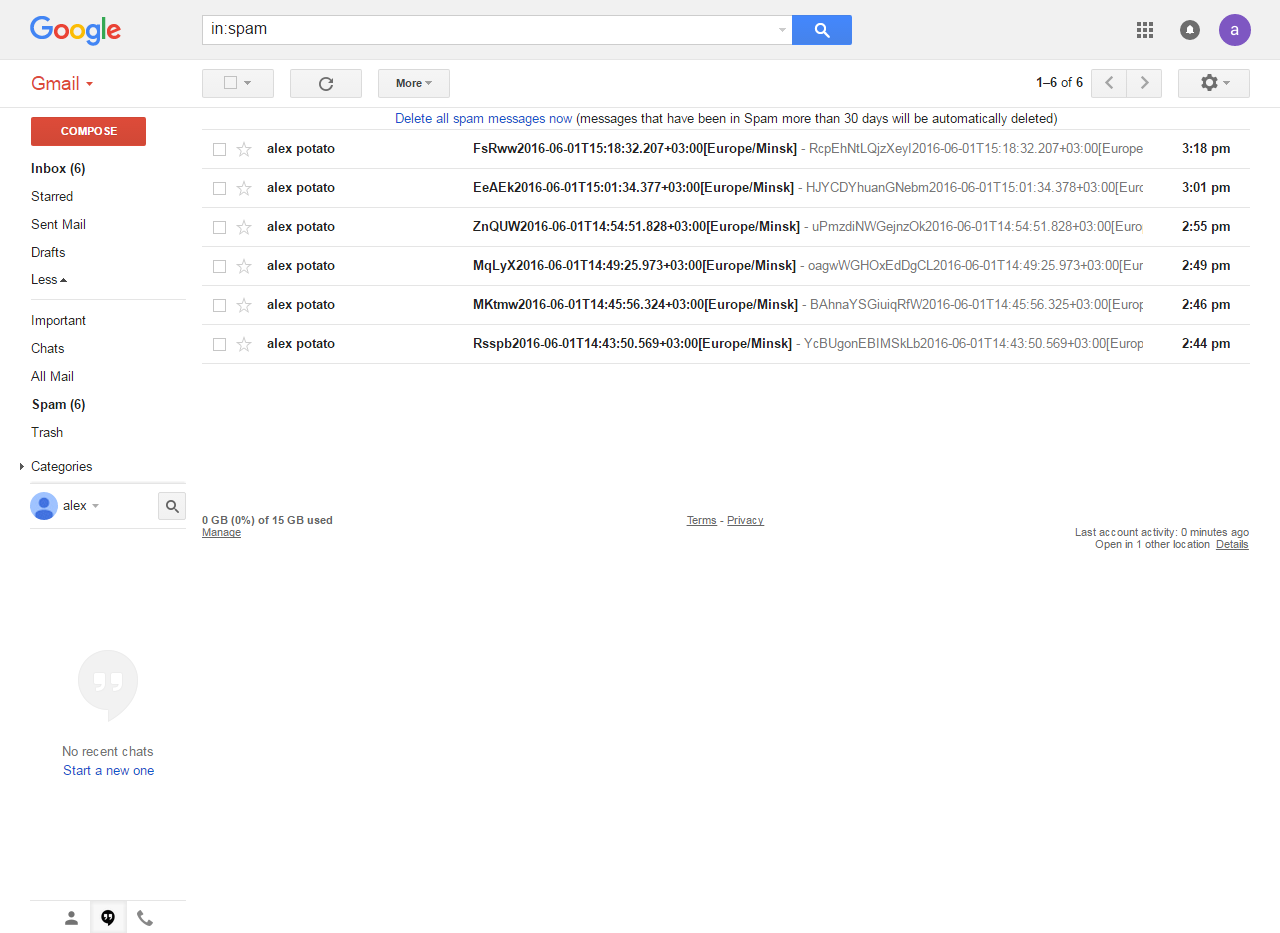 Google
in:spam
a
Gmail
More
1–6 of 6
COMPOSE
Delete all spam messages now (messages that have been in Spam more than 30 days will be automatically deleted)
Inbox (6)
Starred
Sent Mail
Drafts
Less
Important
Chats
All Mail
Spam (6)
Trash
Categories
alex
alex potato FsRww2016-06-01T15:18:32.207+03:00[Europe/Minsk] - RcpEhNtLQjzXeyI2016-06-01T15:18:32.207+03:00[Europe 3:18 pm
alex potato EeAEk2016-06-01T15:01:34.377+03:00[Europe/Minsk] - HJYCDYhuanGNebm2016-06-01T15:01:34.378+03:00[Euro 3:01 pm
alex potato ZnQUW2016-06-01T14:54:51.828+03:00[Europe/Minsk] - uPmzdiNWGejnzOk2016-06-01T14:54:51.828+03:00[Euro 2:55 pm
alex potato MqLyX2016-06-01T14:49:25.973+03:00[Europe/Minsk] - oagwWGHOxEdDgCL2016-06-01T14:49:25.973+03:00[Eur 2:49 pm
alex potato MKtmw2016-06-01T14:45:56.324+03:00[Europe/Minsk] - BAhnaYSGiuiqRfW2016-06-01T14:45:56.325+03:00[Europ 2:46 pm
alex potato Rsspb2016-06-01T14:43:50.569+03:00[Europe/Minsk] - YcBUgonEBIMSkLb2016-06-01T14:43:50.569+03:00[Europ 2:44 pm
0 GB (0%) of 15 GB used
Manage
Terms - Privacy
Last account activity: 0 minutes ago
Open in 1 other location Details
No recent chats
Start a new one